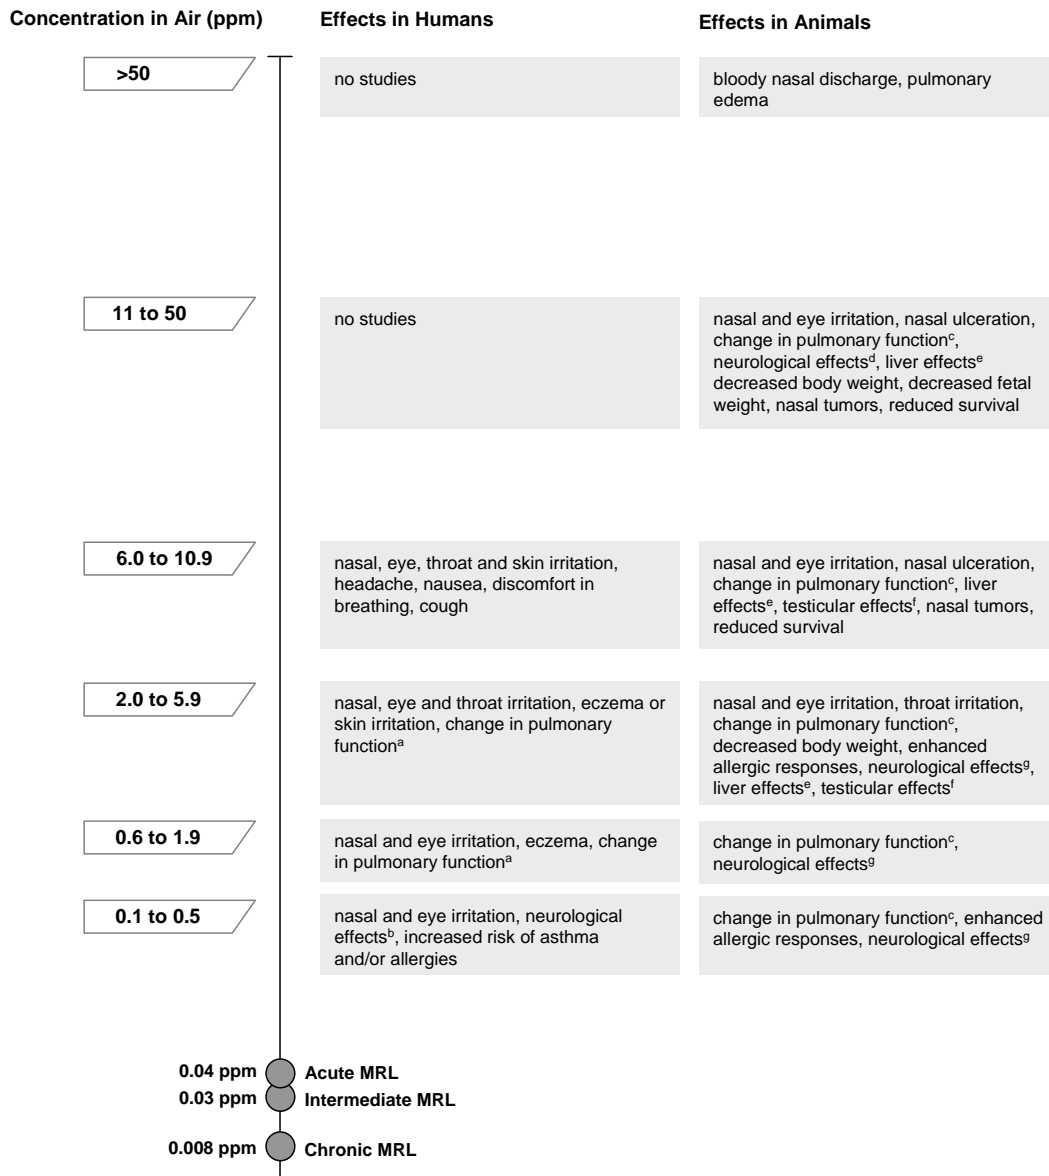 Concentration in Air (ppm)
Effects in Humans
Effects in Animals
>50
no studies
bloody nasal discharge, pulmonary
edema
11 to 50
no studies
nasal and eye irritation, nasal ulceration,
change in pulmonary functionᶜ,
neurological effectsᵈ, liver effectsᵉ
decreased body weight, decreased fetal
weight, nasal tumors, reduced survival
6.0 to 10.9
nasal, eye, throat and skin irritation,
headache, nausea, discomfort in
breathing, cough
nasal and eye irritation, nasal ulceration,
change in pulmonary functionᶜ, liver
effectsᵉ, testicular effectsᶠ, nasal tumors,
reduced survival
2.0 to 5.9
nasal, eye and throat irritation, eczema or
skin irritation, change in pulmonary
functionᵃ
nasal and eye irritation, throat irritation,
change in pulmonary functionᶜ,
decreased body weight, enhanced
allergic responses, neurological effectsᵍ,
liver effectsᵉ, testicular effectsᶠ
0.6 to 1.9
nasal and eye irritation, eczema, change
in pulmonary functionᵃ
change in pulmonary functionᶜ,
neurological effectsᵍ
0.1 to 0.5
nasal and eye irritation, neurological
effectsᵇ, increased risk of asthma
and/or allergies
change in pulmonary functionᶜ, enhanced
allergic responses, neurological effectsᵍ
0.04 ppm Acute MRL
0.03 ppm Intermediate MRL
0.008 ppm Chronic MRL